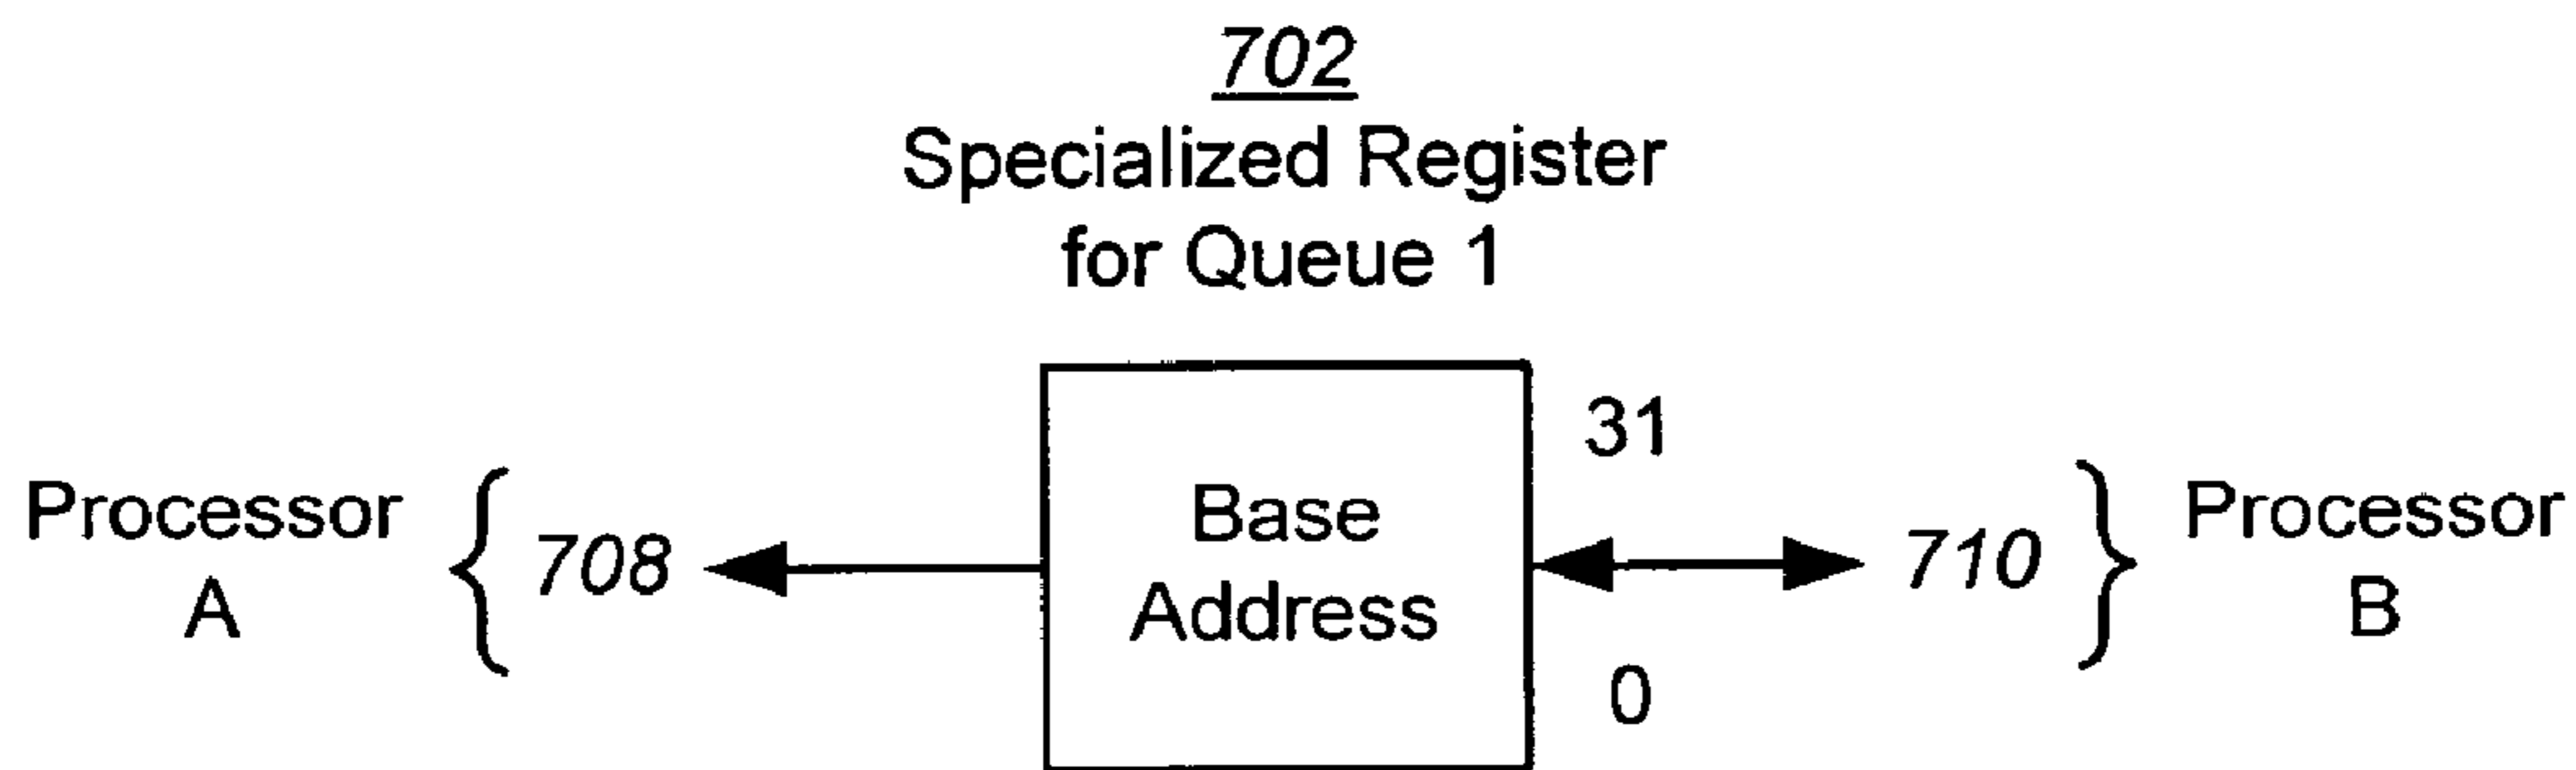 702
Specialized Register
for Queue 1
31
Processor
A
708
Base
Address
710
Processor
B
0